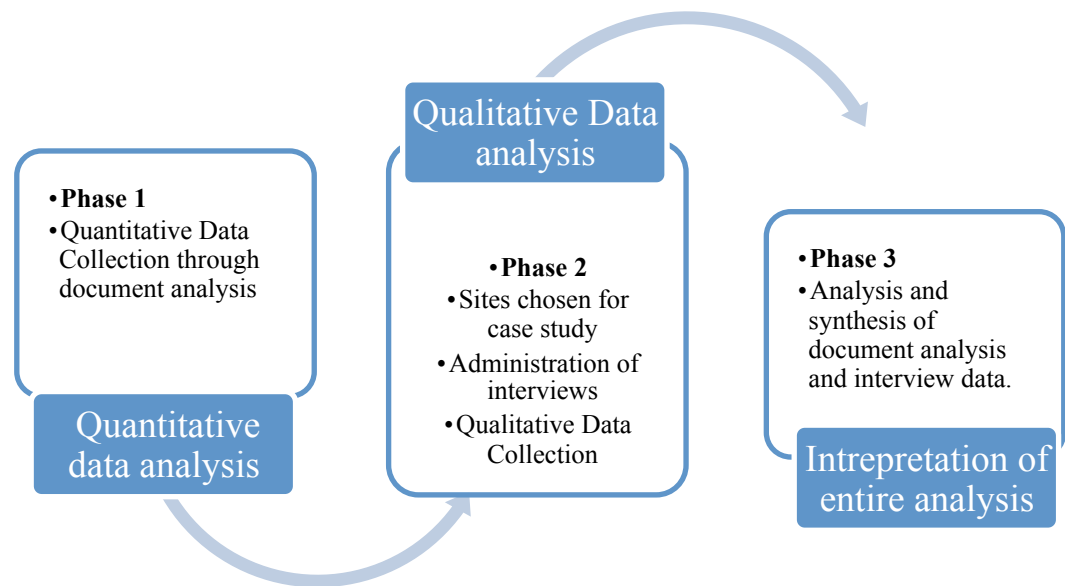 •Phase 1
•Quantitative Data
Collection through
document analysis
Quantitative
data analysis
Qualitative Data
analysis
•Phase 2
•Sites chosen for
case study
•Administration of
interviews
•Qualitative Data
Collection
•Phase 3
•Analysis and
synthesis of
document analysis
and interview data.
Intrepretation of
entire analysis